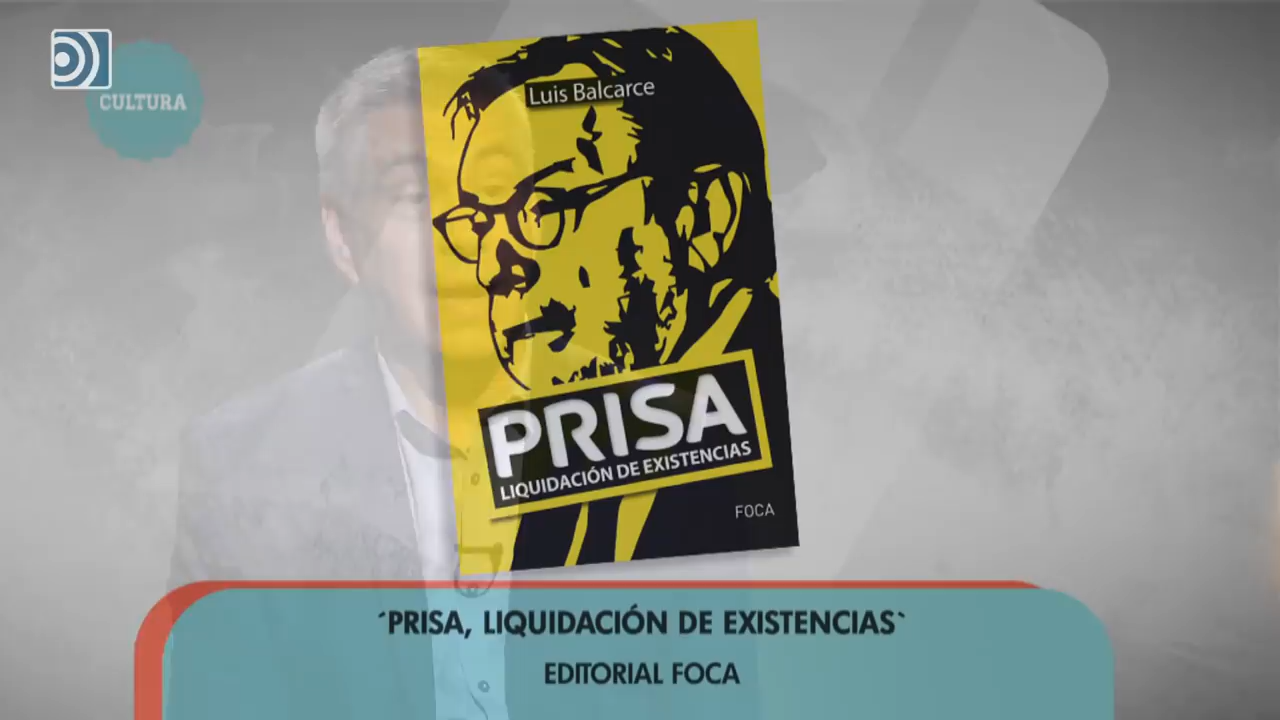 CULTURA
Luis Balcarce
PRISA
LIQUIDACIÓN DE EXISTENCIAS
FOCA
´PRISA, LIQUIDACIÓN DE EXISTENCIAS`
EDITORIAL FOCA